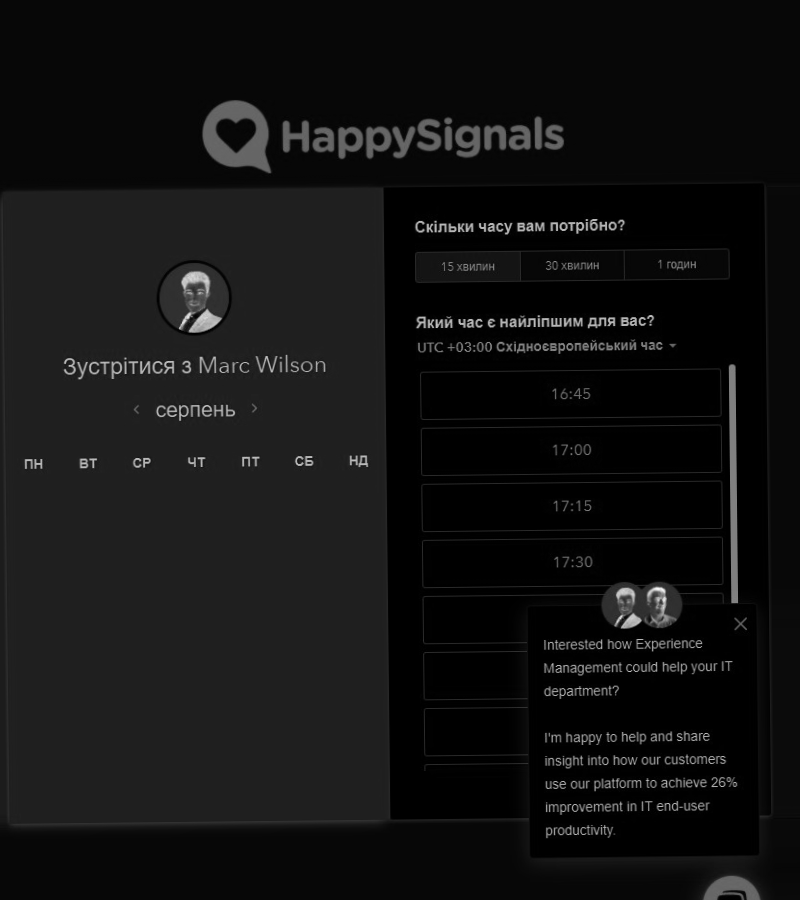 HappySignals
Зустрітися з Marc Wilson
серпень
ПН ВТ СР ЧТ ПТ СБ НД
Скільки часу вам потрібно?
15 хвилин 30 хвилин 1 годин
Який час є найліпшим для вас?
UTC +03:00 Східноєвропейський час
16:45
17:00
17:15
17:30
Interested how Experience
Management could help your IT
department?
I'm happy to help and share
insight into how our customers
use our platform to achieve 26%
improvement in IT end-user
productivity.